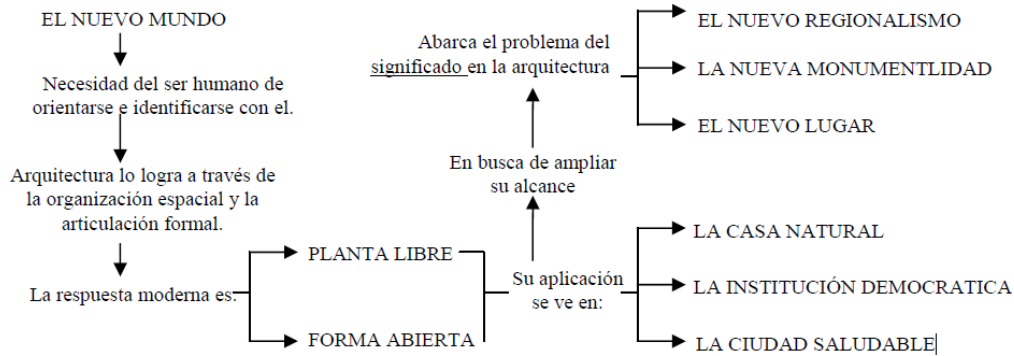 EL NUEVO MUNDO
Necesidad del ser humano de
orientarse e identificarse con el.
Arquitectura lo logra a través de
la organización espacial y la
articulación formal.
La respuesta moderna es:
PLANTA LIBRE
FORMA ABIERTA
Su aplicación
se ve en:
LA CASA NATURAL
LA INSTITUCIÓN DEMOCRATICA
LA CIUDAD SALUDABLE
En busca de ampliar
su alcance
Abarca el problema del
significado en la arquitectura
EL NUEVO REGIONALISMO
LA NUEVA MONUMENTLIDAD
EL NUEVO LUGAR